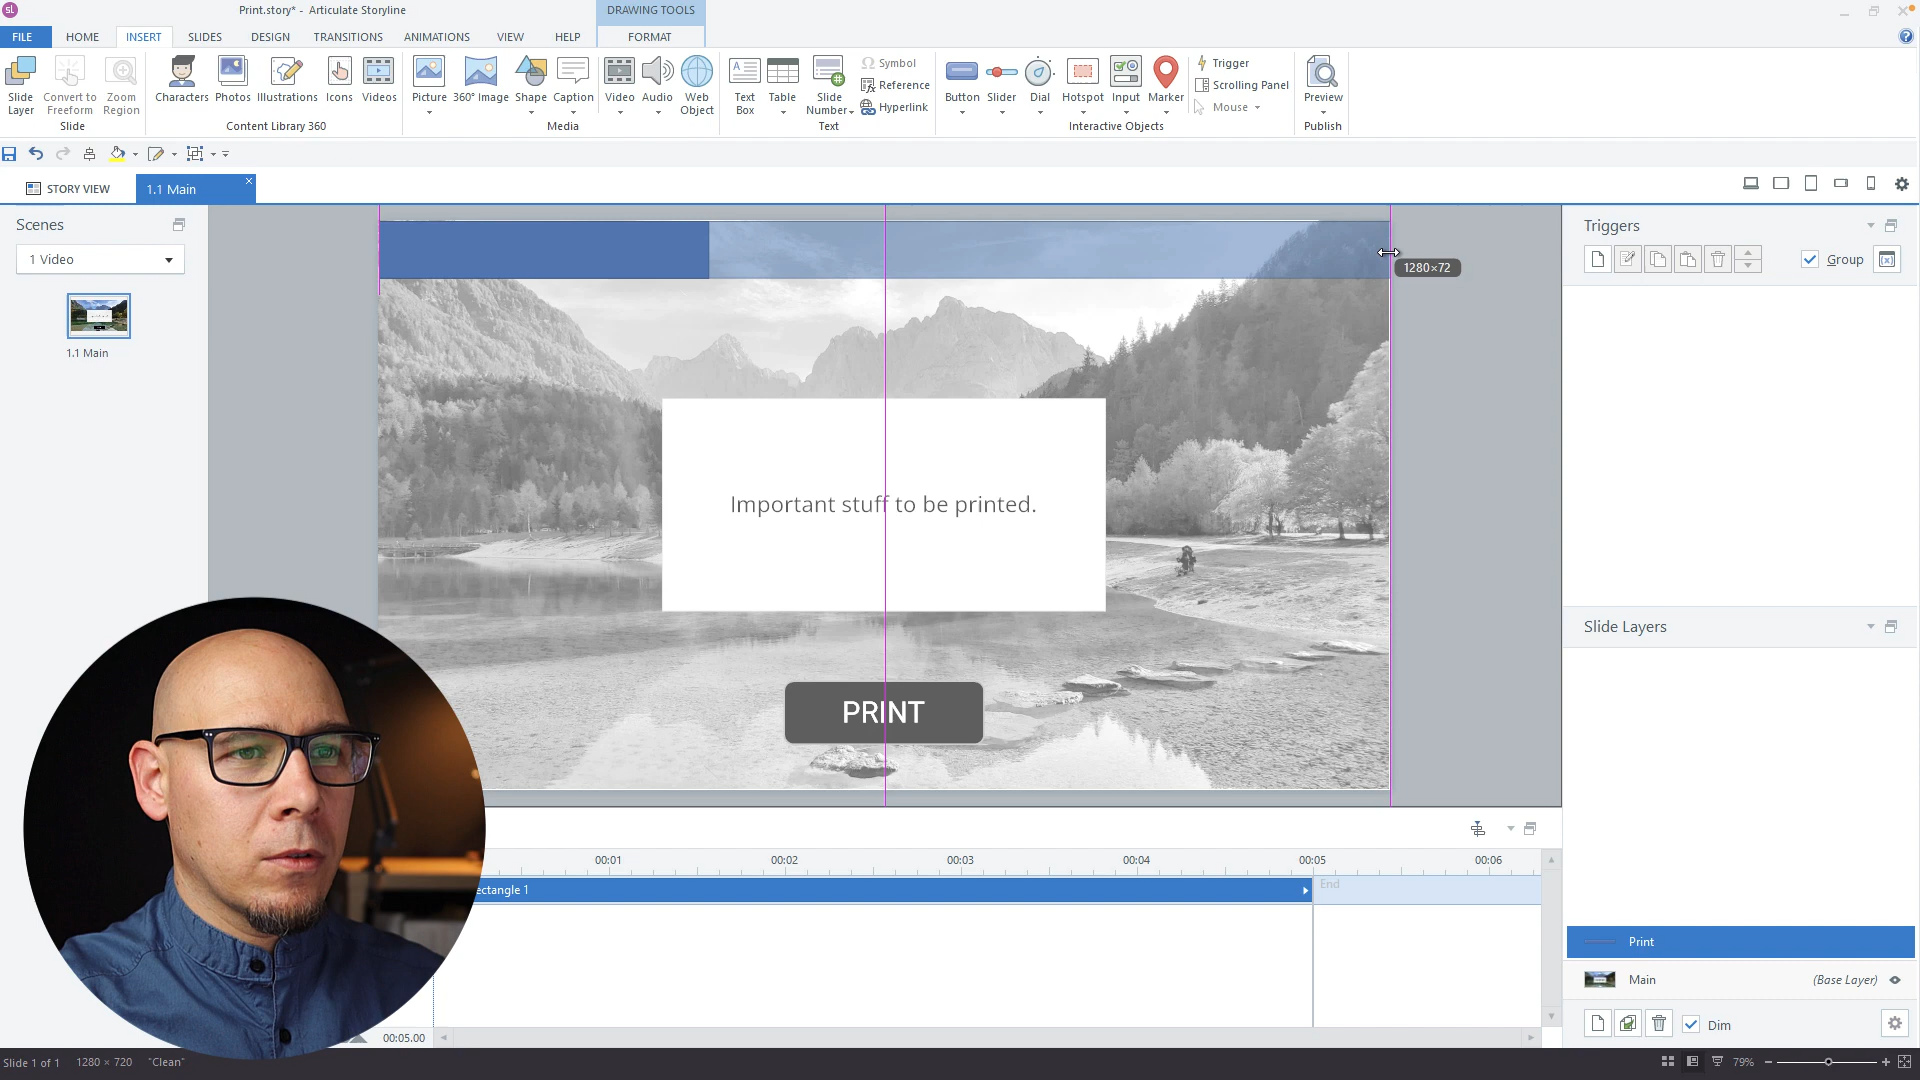 sl
Print.story* - Articulate Storyline
DRAWING TOOLS
FILE
HOME
INSERT
SLIDES
DESIGN
TRANSITIONS
ANIMATIONS
VIEW
HELP
FORMAT
Slide Layer
Convert to Freeform
Zoom Region
Slide
Characters
Photos
Illustrations
Icons
Videos
Content Library 360
Picture
360° Image
Shape
Caption
Video
Audio
Web Object
Media
Text Box
Table
Slide Number
Symbol
Reference
Hyperlink
Text
Button
Slider
Dial
Hotspot
Input
Marker
Interactive Objects
Trigger
Scrolling Panel
Mouse
Preview
Publish
STORY VIEW
1.1 Main
Scenes
1 Video
1.1 Main
1280×72
Important stuff to be printed.
PRINT
Triggers
Group
Slide Layers
Print
Main
(Base Layer)
Dim
00:01
00:02
00:03
00:04
00:05
00:06
ectangle 1
End
00:05.00
Slide 1 of 1
1280 × 720
"Clean"
79%